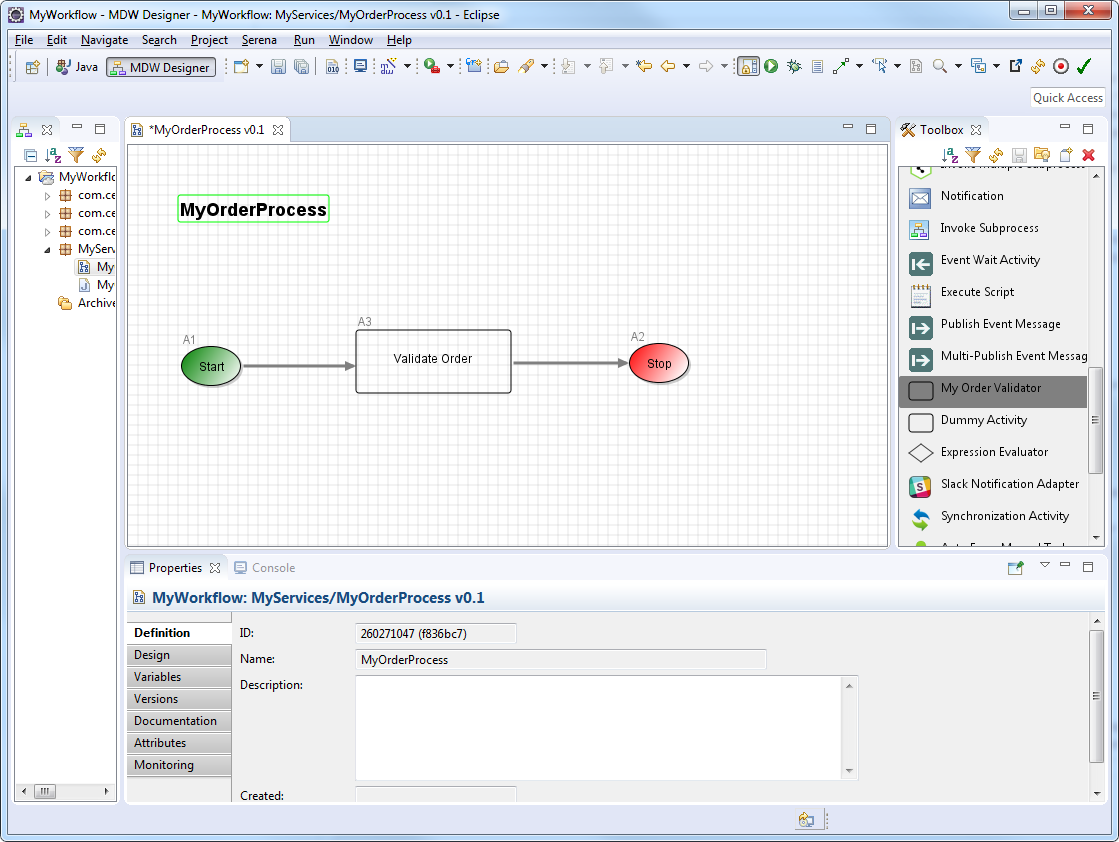 MyWorkflow - MDW Designer - MyWorkflow: MyServices/MyOrderProcess v0.1 - Eclipse
File Edit Navigate Search Project Serena Run Window Help
Java MDW Designer
Quick Access
*MyOrderProcess v0.1
Toolbox
MyWorkflo
com.ce
com.ce
com.ce
MyServ
My
My
Archive
MyOrderProcess
A1
Start
A3
Validate Order
A2
Stop
Invoke Multiple Subprocess
Notification
Invoke Subprocess
Event Wait Activity
Execute Script
Publish Event Message
Multi-Publish Event Messag
My Order Validator
Dummy Activity
Expression Evaluator
Slack Notification Adapter
Synchronization Activity
Properties Console
MyWorkflow: MyServices/MyOrderProcess v0.1
Definition
Design
Variables
Versions
Documentation
Attributes
Monitoring
ID: 260271047 (f836bc7)
Name: MyOrderProcess
Description:
Created: